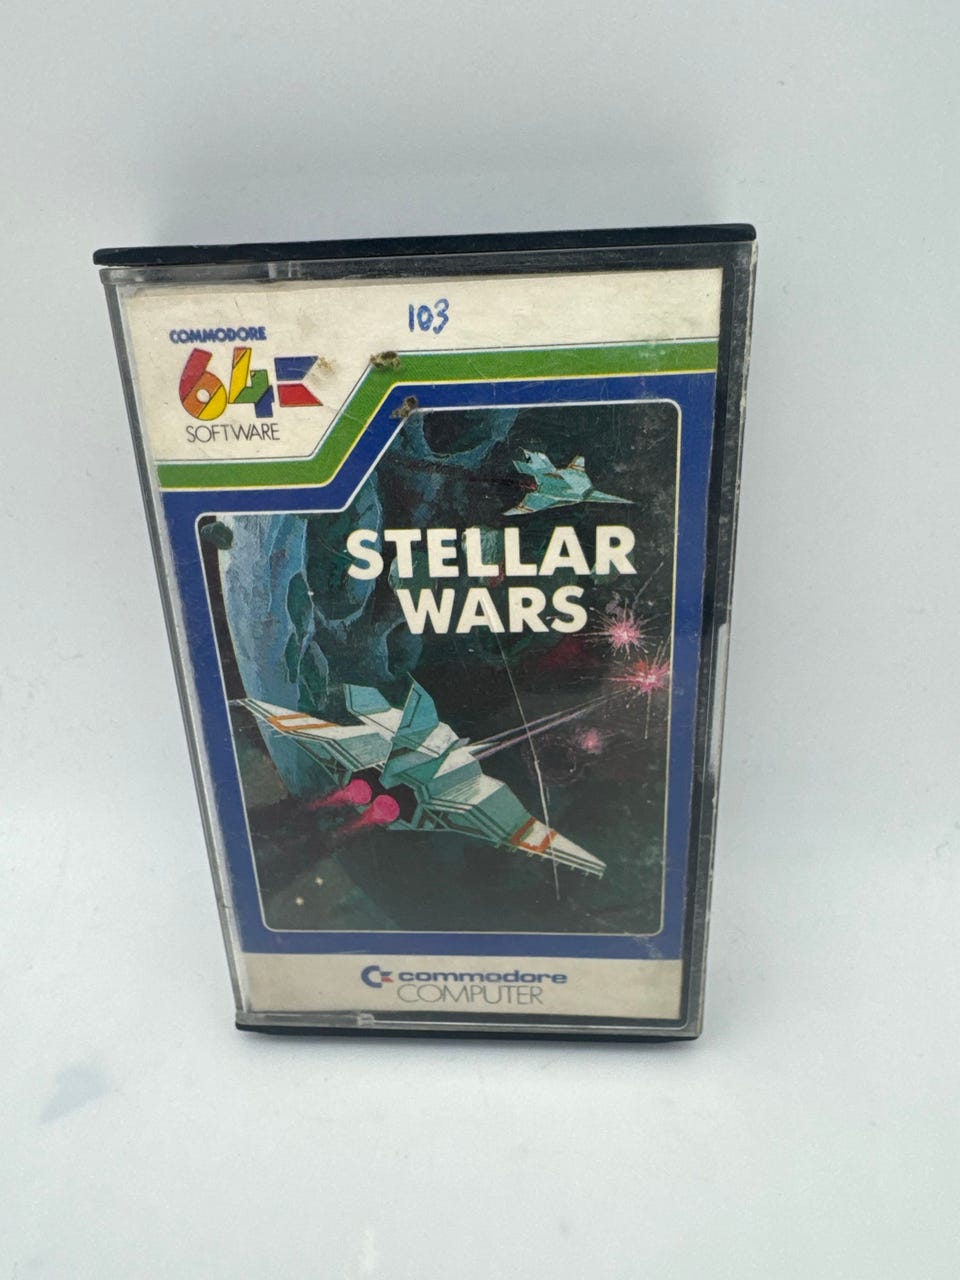 103
COMMODORE
64
SOFTWARE
STELLAR
WARS
commodore
COMPUTER